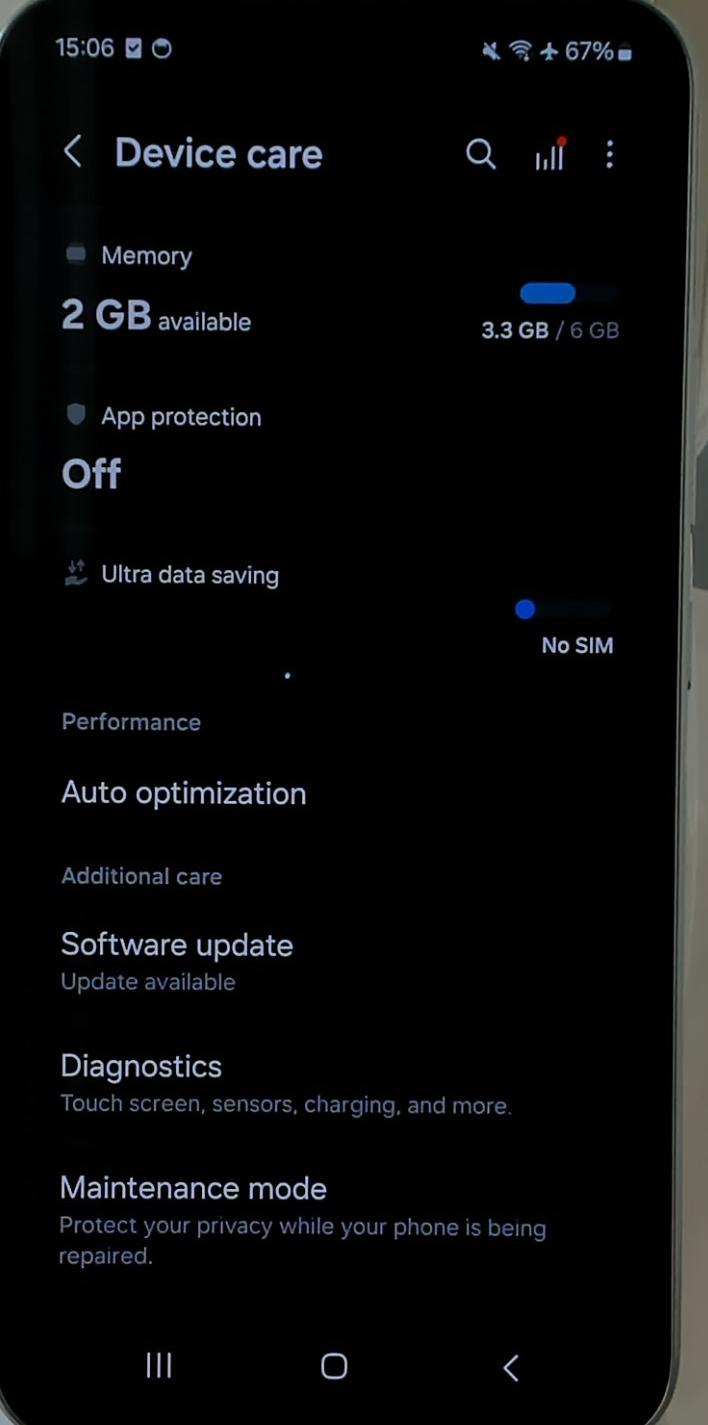 15:06 67%
Device care
Memory
2 GB available
3.3 GB / 6 GB
App protection
Off
Ultra data saving
No SIM
Performance
Auto optimization
Additional care
Software update
Update available
Diagnostics
Touch screen, sensors, charging, and more.
Maintenance mode
Protect your privacy while your phone is being
repaired.